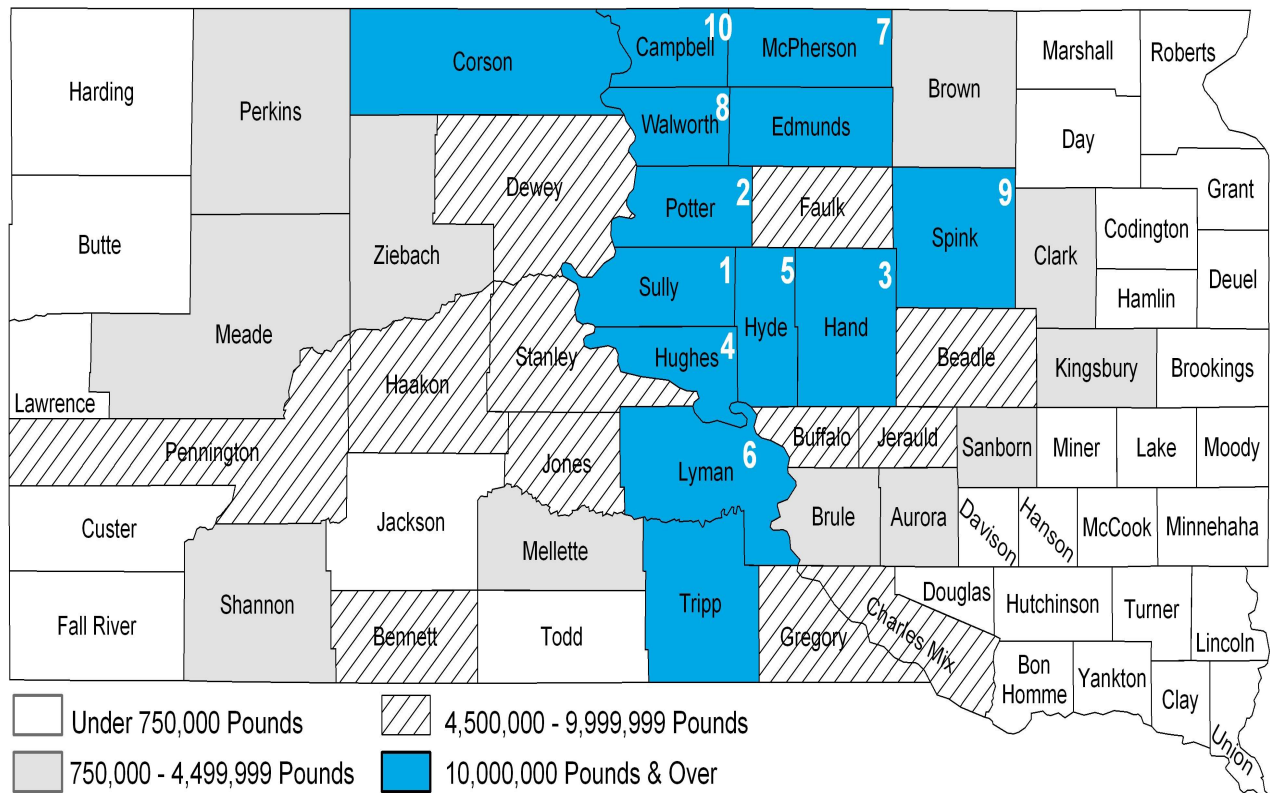 Harding
Perkins
Corson
Campbell
10
McPherson
7
Brown
Marshall
Roberts
Walworth
8
Edmunds
Day
Dewey
Potter
2
Faulk
Spink
9
Grant
Butte
Ziebach
Clark
Codington
Sully
1
Hyde
5
Hand
3
Hamlin
Deuel
Meade
Haakon
Stanley
Hughes
4
Beadle
Kingsbury
Brookings
Lawrence
Pennington
Jones
Lyman
6
Buffalo
Jerauld
Sanborn
Miner
Lake
Moody
Custer
Jackson
Mellette
Brule
Aurora
Davison
Hanson
McCook
Minnehaha
Fall River
Shannon
Bennett
Todd
Tripp
Gregory
Charles Mix
Douglas
Hutchinson
Turner
Lincoln
Bon
Homme
Yankton
Clay
Union
Under 750,000 Pounds
4,500,000 - 9,999,999 Pounds
750,000 - 4,499,999 Pounds
10,000,000 Pounds & Over